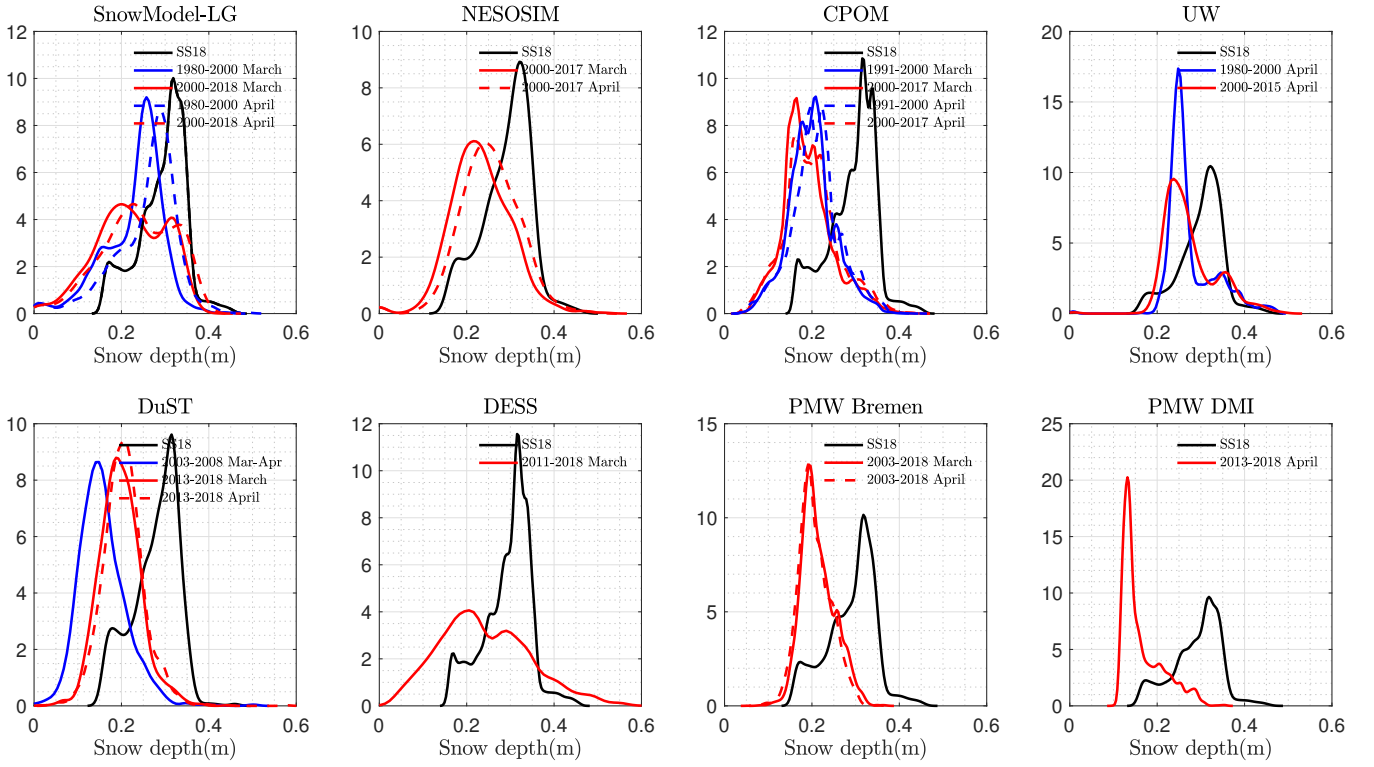 SnowModel-LG
12
10
8
6
4
2
0
SS18
1980-2000 March
2000-2018 March
1980-2000 April
2000-2018 April
0 0.2 0.4 0.6
Snow depth(m)
NESOSIM
10
8
6
4
2
0
SS18
2000-2017 March
2000-2017 April
0 0.2 0.4 0.6
Snow depth(m)
CPOM
12
10
8
6
4
2
0
SS18
1991-2000 March
2000-2017 March
1991-2000 April
2000-2017 April
0 0.2 0.4 0.6
Snow depth(m)
UW
20
15
10
5
0
SS18
1980-2000 April
2000-2015 April
0 0.2 0.4 0.6
Snow depth(m)
DuST
10
8
6
4
2
0
SS18
2003-2008 Mar-Apr
2013-2018 March
2013-2018 April
0 0.2 0.4 0.6
Snow depth(m)
DESS
12
10
8
6
4
2
0
SS18
2011-2018 March
0 0.2 0.4 0.6
Snow depth(m)
PMW Bremen
15
10
5
0
SS18
2003-2018 March
2003-2018 April
0 0.2 0.4 0.6
Snow depth(m)
PMW DMI
25
20
15
10
5
0
SS18
2013-2018 April
0 0.2 0.4 0.6
Snow depth(m)